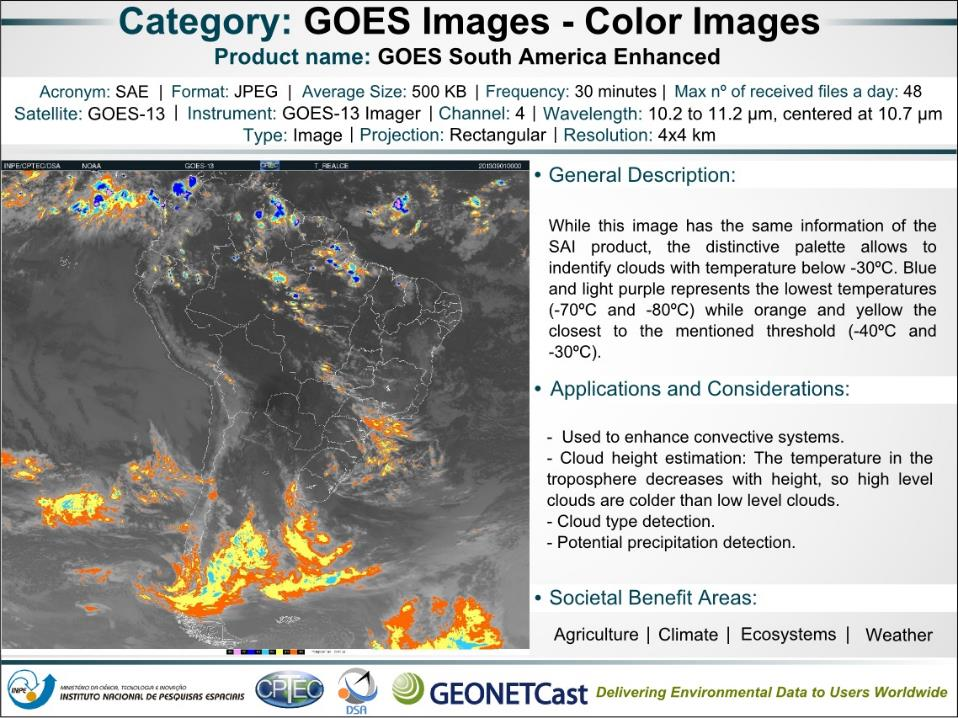 Category: GOES Images - Color Images
Product name: GOES South America Enhanced
Acronym: SAE | Format: JPEG | Average Size: 500 KB | Frequency: 30 minutes | Max nº of received files a day: 48
Satellite: GOES-13 | Instrument: GOES-13 Imager | Channel: 4 | Wavelength: 10.2 to 11.2 µm, centered at 10.7 µm
Type: Image | Projection: Rectangular | Resolution: 4x4 km
INPE/CPTEC/DSA NOAA GOES-13 CPTEC T_REALCE
• General Description:
While this image has the same information of the
SAI product, the distinctive palette allows to
indentify clouds with temperature below -30ºC. Blue
and light purple represents the lowest temperatures
(-70ºC and -80ºC) while orange and yellow the
closest to the mentioned threshold (-40ºC and
-30ºC).
• Applications and Considerations:
- Used to enhance convective systems.
- Cloud height estimation: The temperature in the
troposphere decreases with height, so high level
clouds are colder than low level clouds.
- Cloud type detection.
- Potential precipitation detection.
• Societal Benefit Areas:
Agriculture | Climate | Ecosystems | Weather
INPE
MINISTÉRIO DA CIÊNCIA, TECNOLOGIA E INOVAÇÃO
INSTITUTO NACIONAL DE PESQUISAS ESPACIAIS
CPTEC
DSA
GEONETCast
Delivering Environmental Data to Users Worldwide